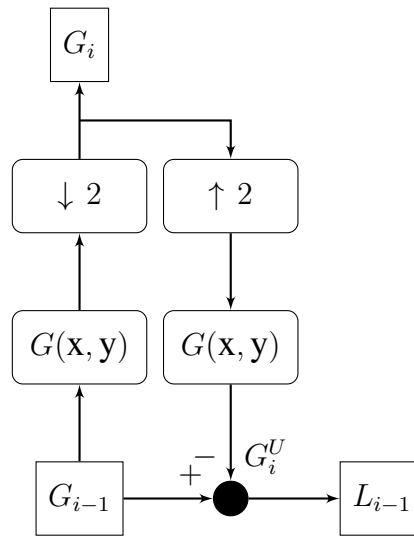 G_i
↓ 2
↑ 2
G(x, y)
G(x, y)
− G_i^U
+
G_{i−1}
L_{i−1}